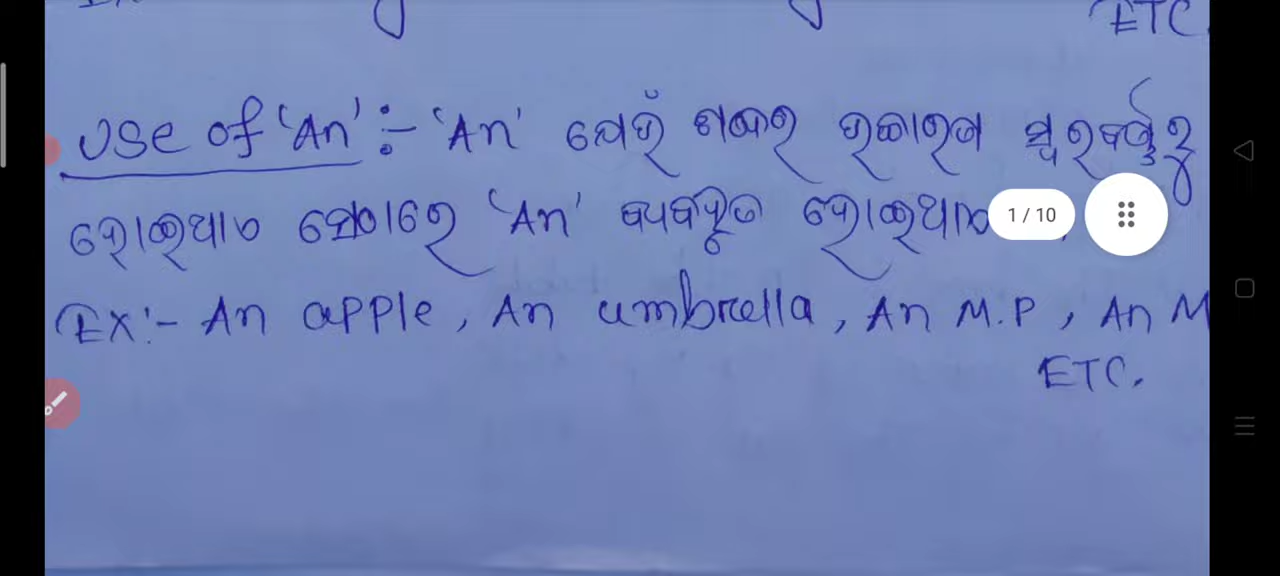 ETC.
Use of 'An' :- 'An' ଯେଉଁ ଶବ୍ଦର ଉଚ୍ଚାରଣ ସ୍ୱରବର୍ଣ୍ଣରୁ
ହୋଇଥାଏ ସେଠାରେ 'An' ବ୍ୟବହୃତ ହୋଇଥାଏ
1 / 10
Ex:- An apple, An umbrella, An M.P, An M
ETC.